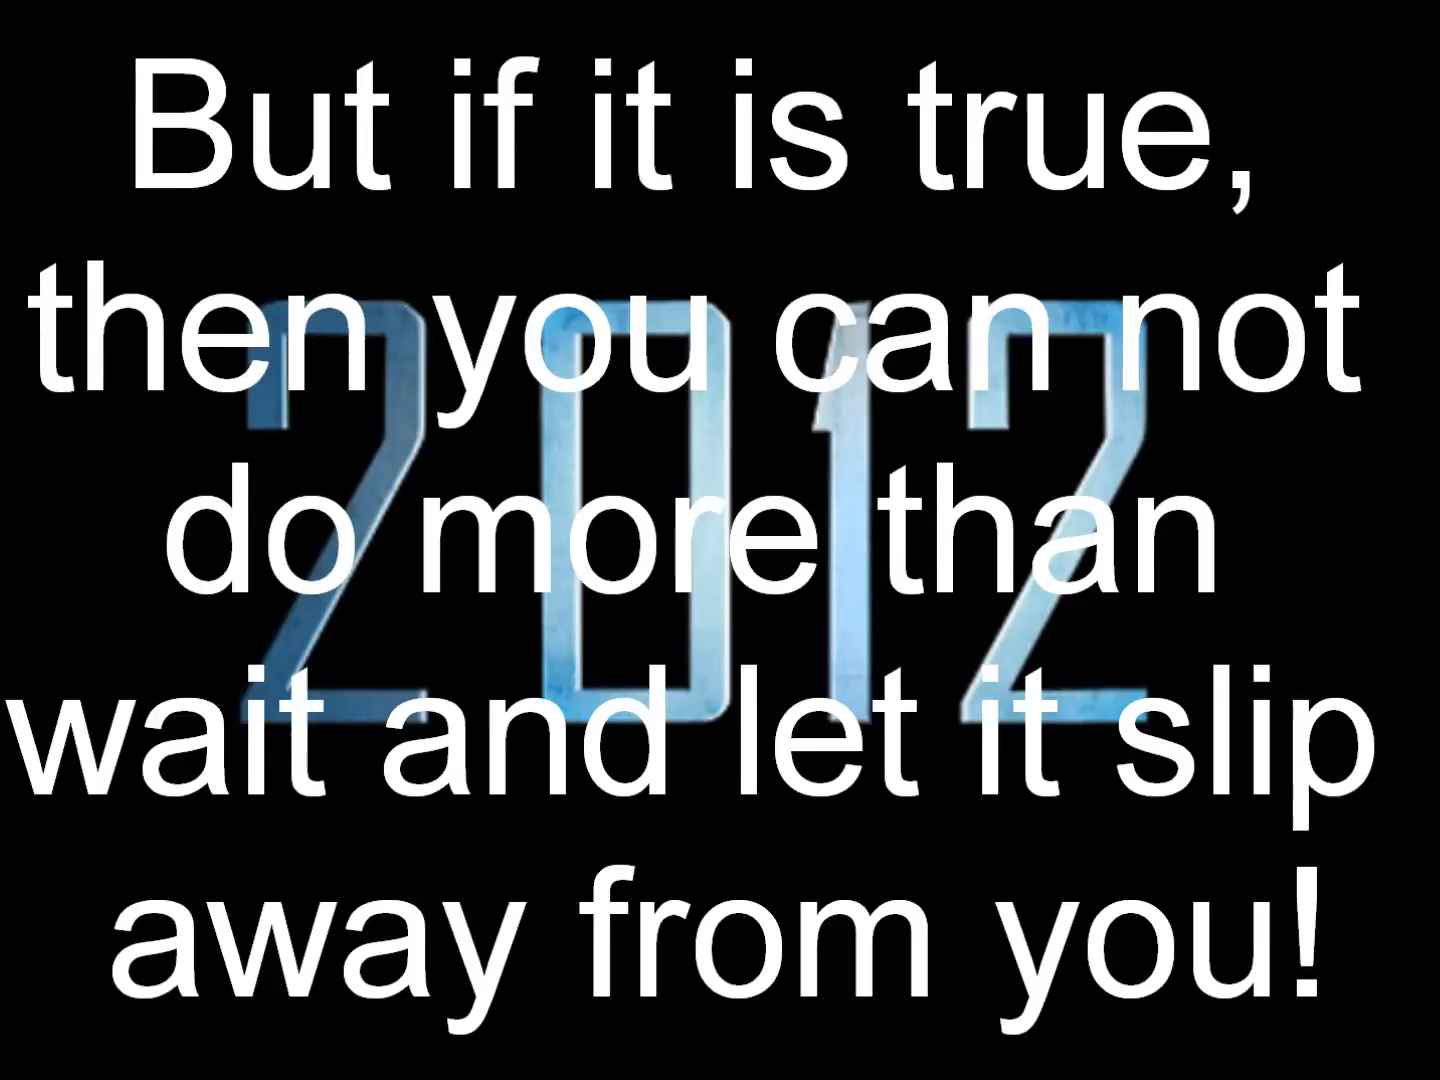 But if it is true,
then you can not
2012
do more than
wait and let it slip
away from you!